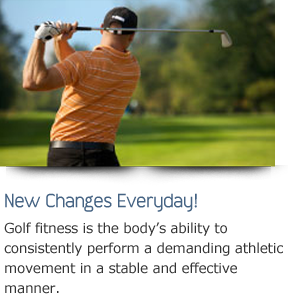 New Changes Everyday!
Golf fitness is the body’s ability to
consistently perform a demanding athletic
movement in a stable and effective
manner.